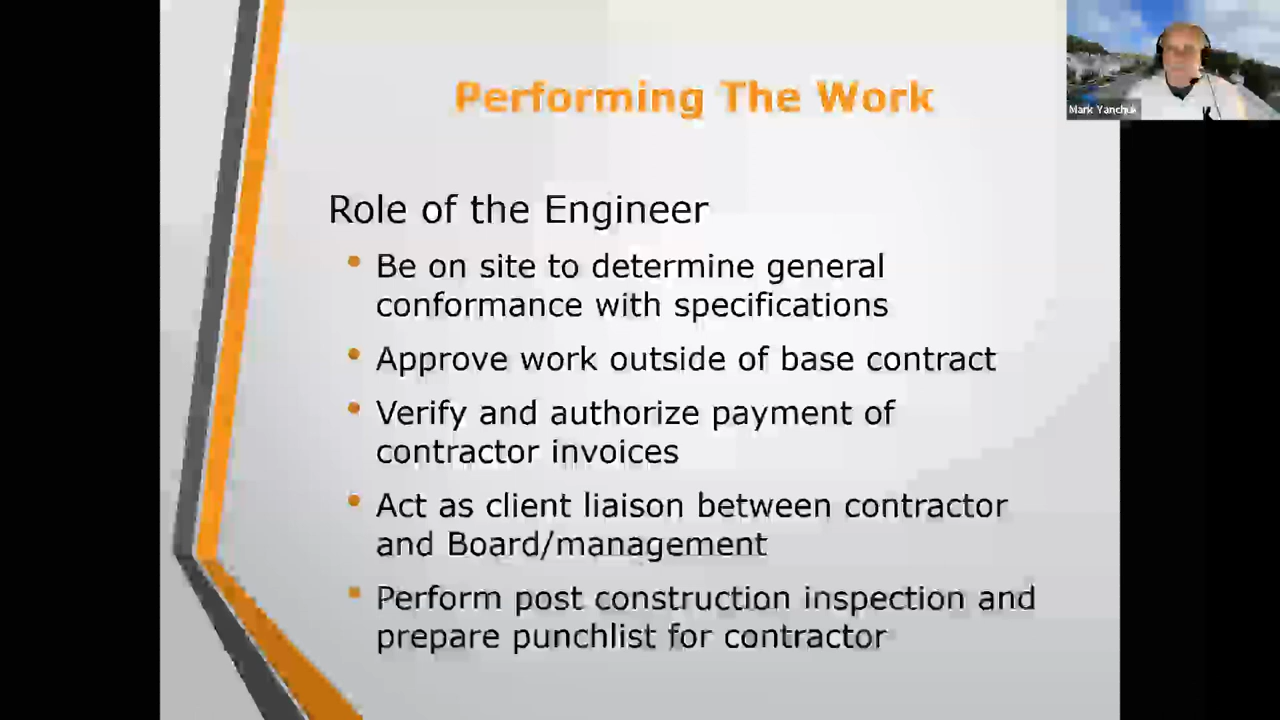 Performing The Work
Mark Yanchuk
Role of the Engineer
Be on site to determine general
conformance with specifications
Approve work outside of base contract
Verify and authorize payment of
contractor invoices
Act as client liaison between contractor
and Board/management
Perform post construction inspection and
prepare punchlist for contractor